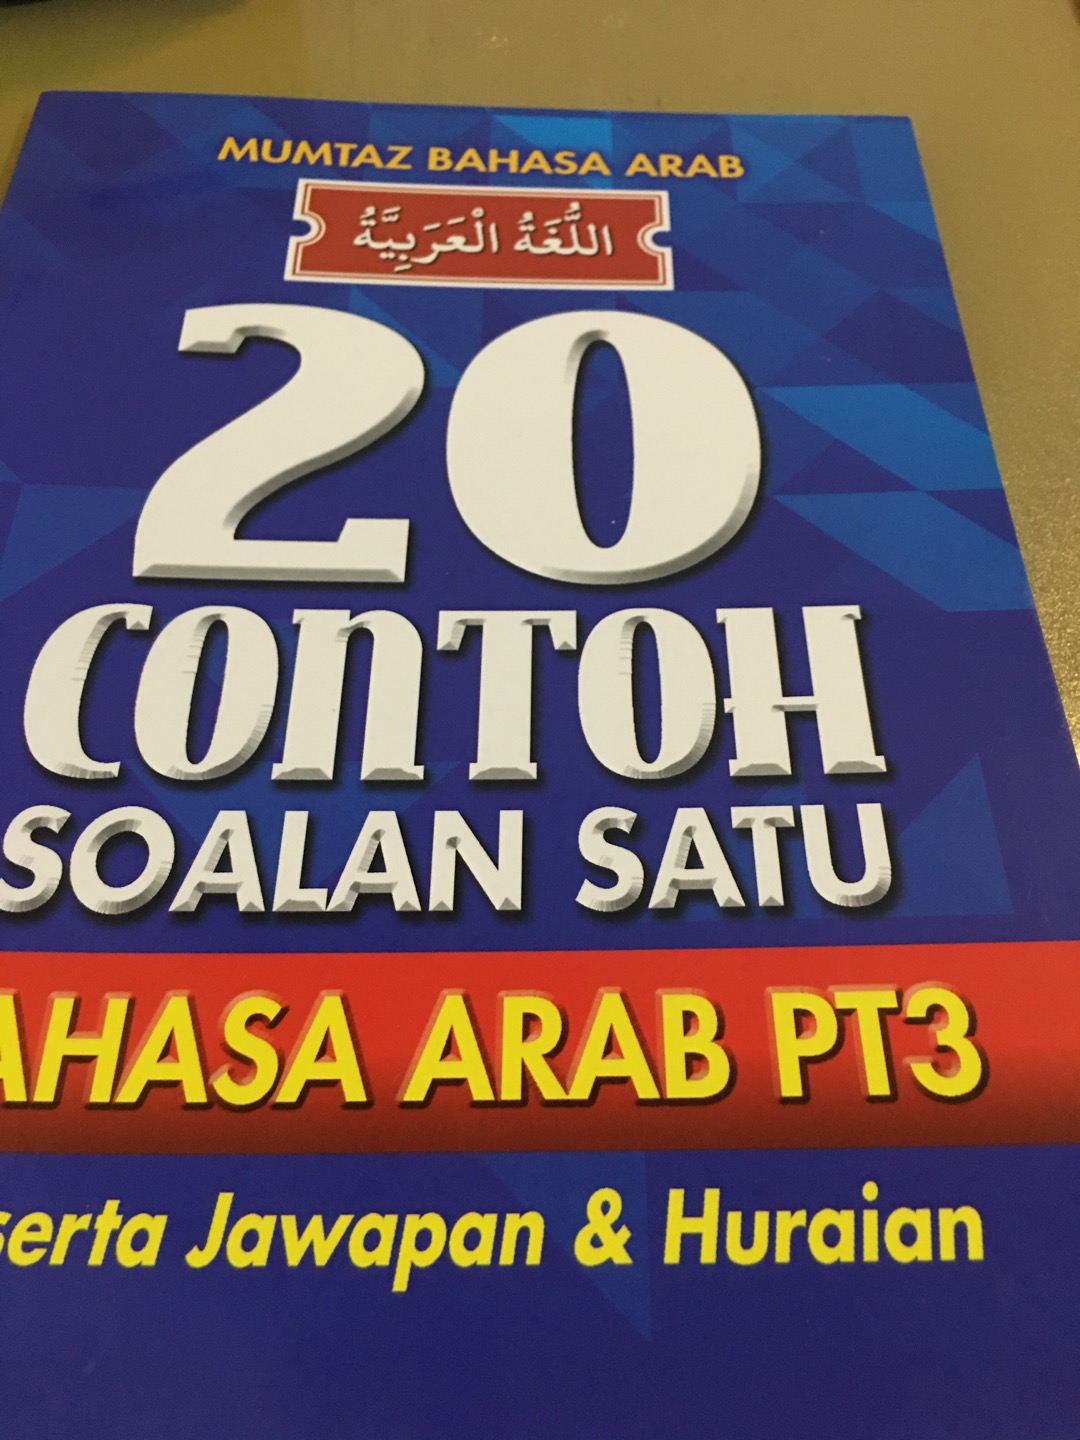 MUMTAZ BAHASA ARAB
اللُّغَةُ الْعَرَبِيَّةُ
20
CONTOH
SOALAN SATU
AHASA ARAB PT3
serta Jawapan & Huraian